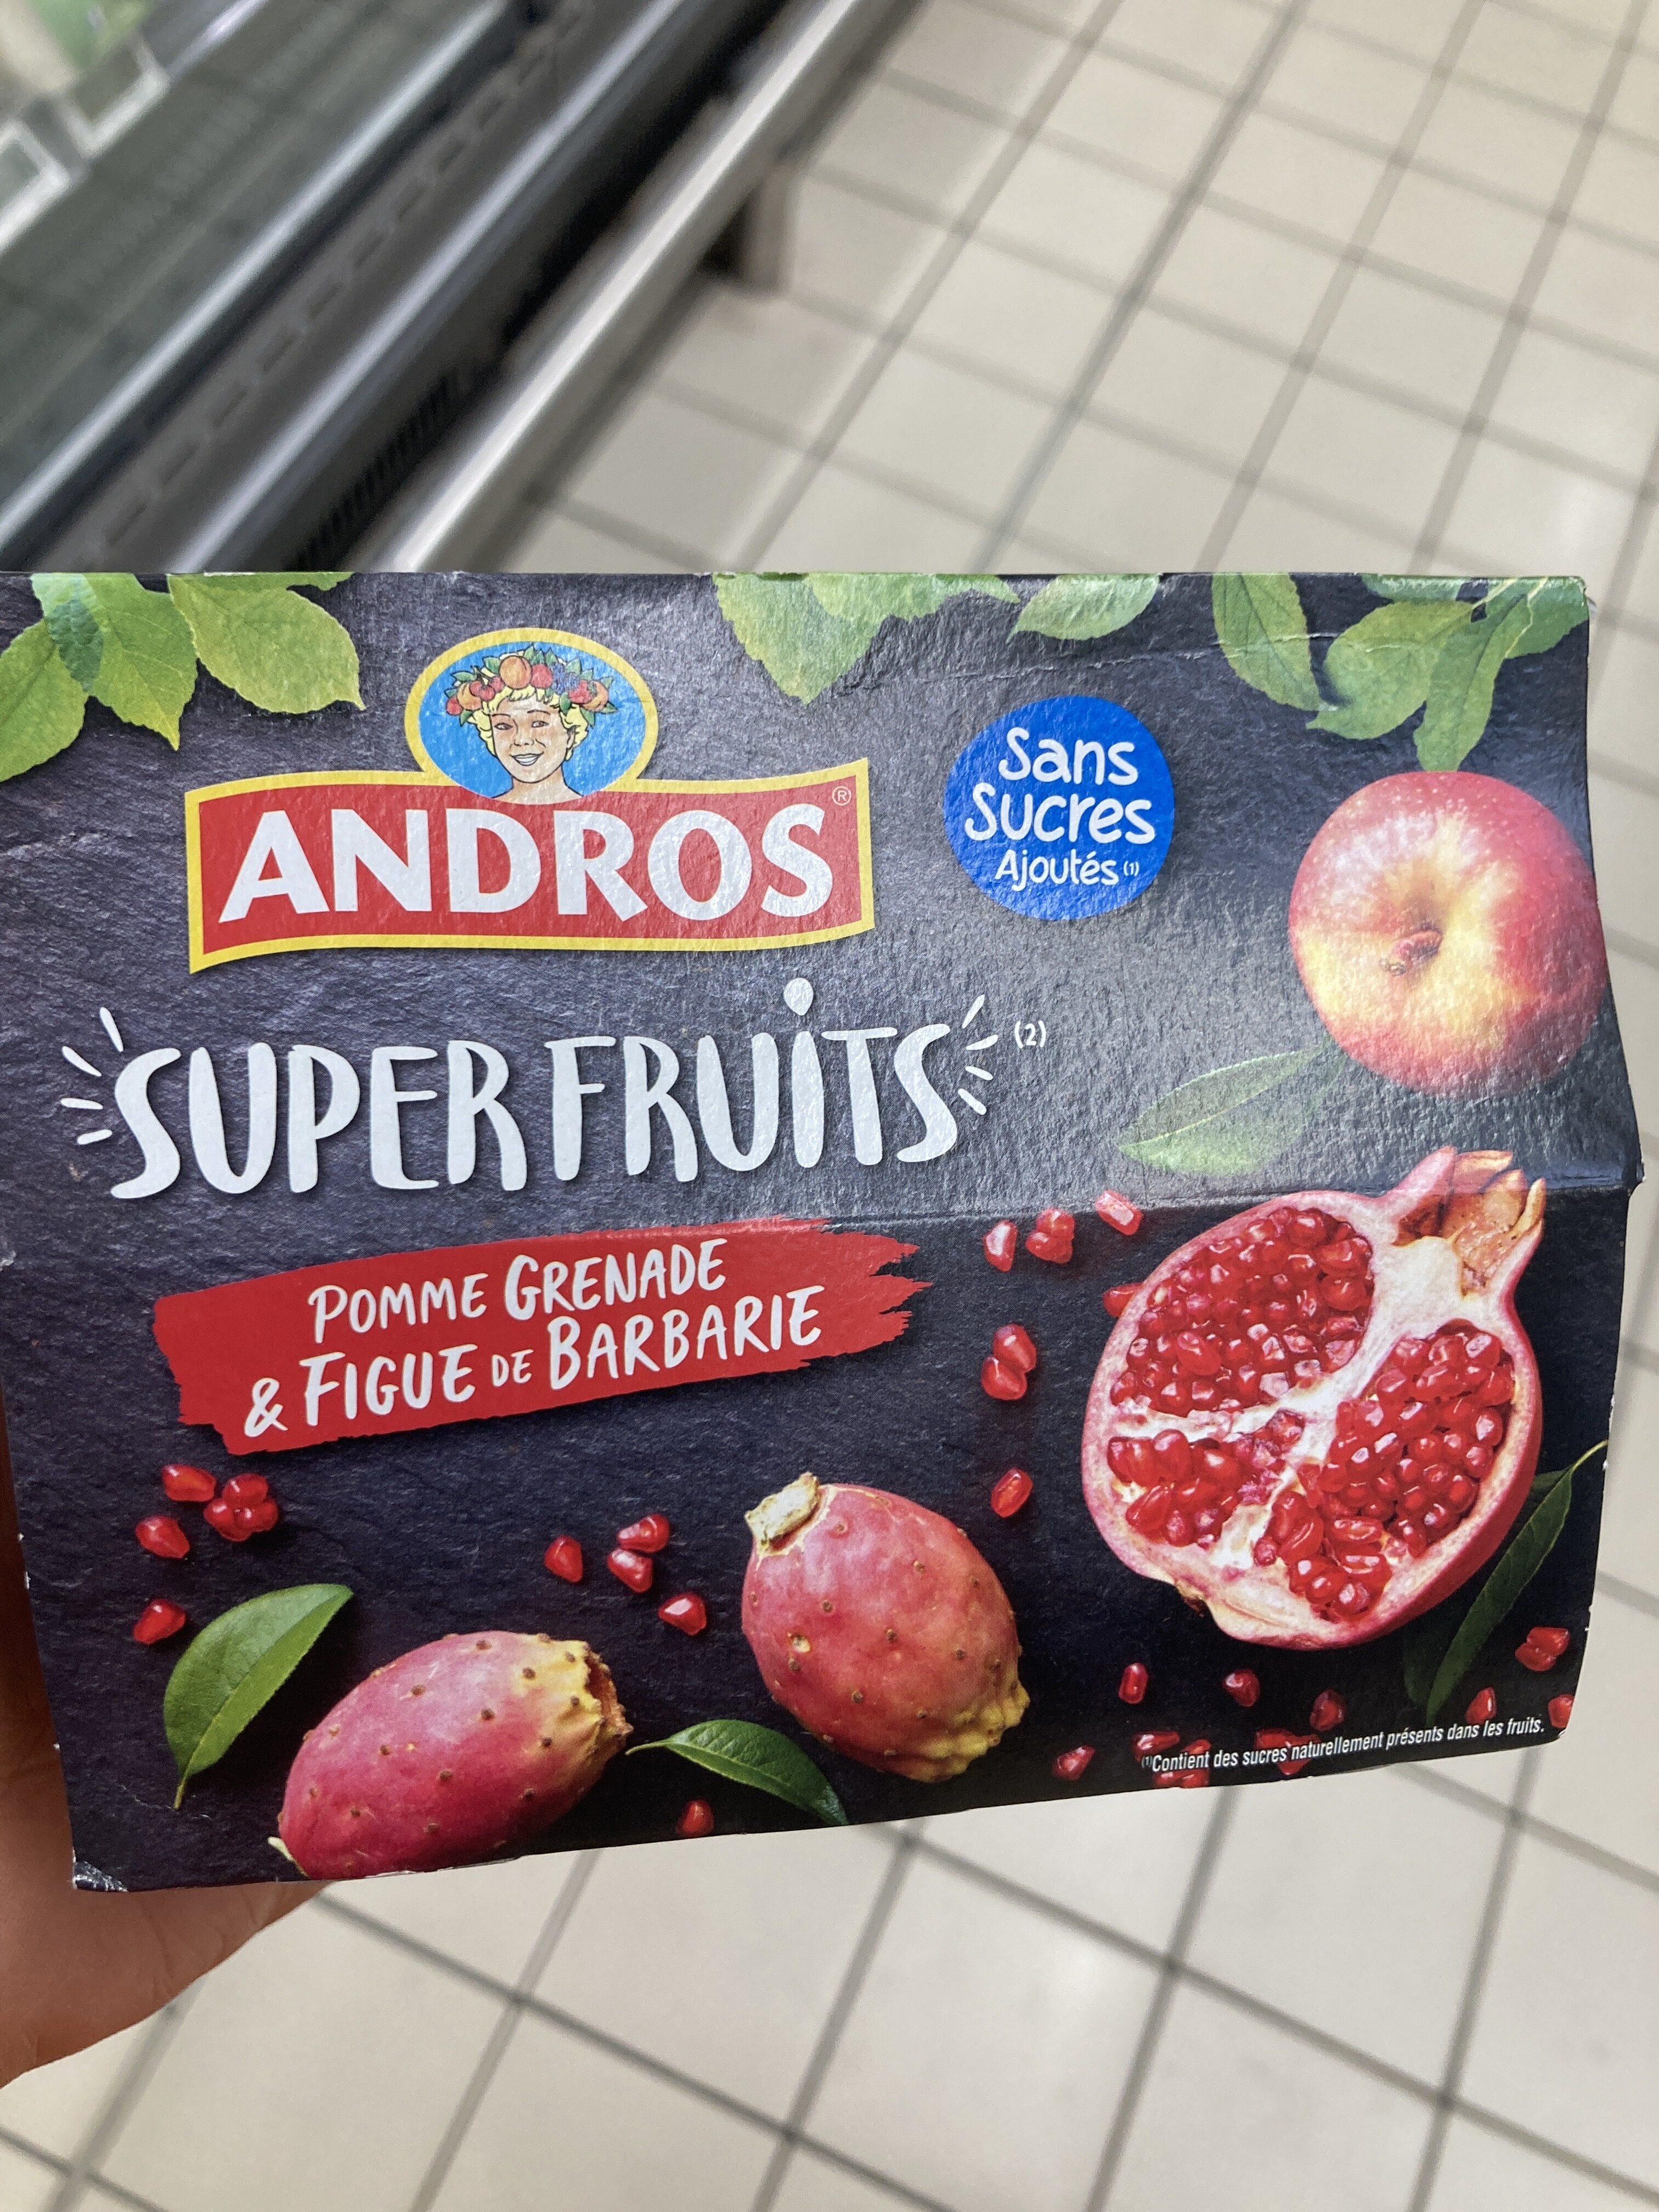 ANDROS®
Sans
Sucres
Ajoutés (1)
SUPER FRUITS (2)
POMME GRENADE
& FIGUE DE BARBARIE
(1)Contient des sucres naturellement présents dans les fruits.